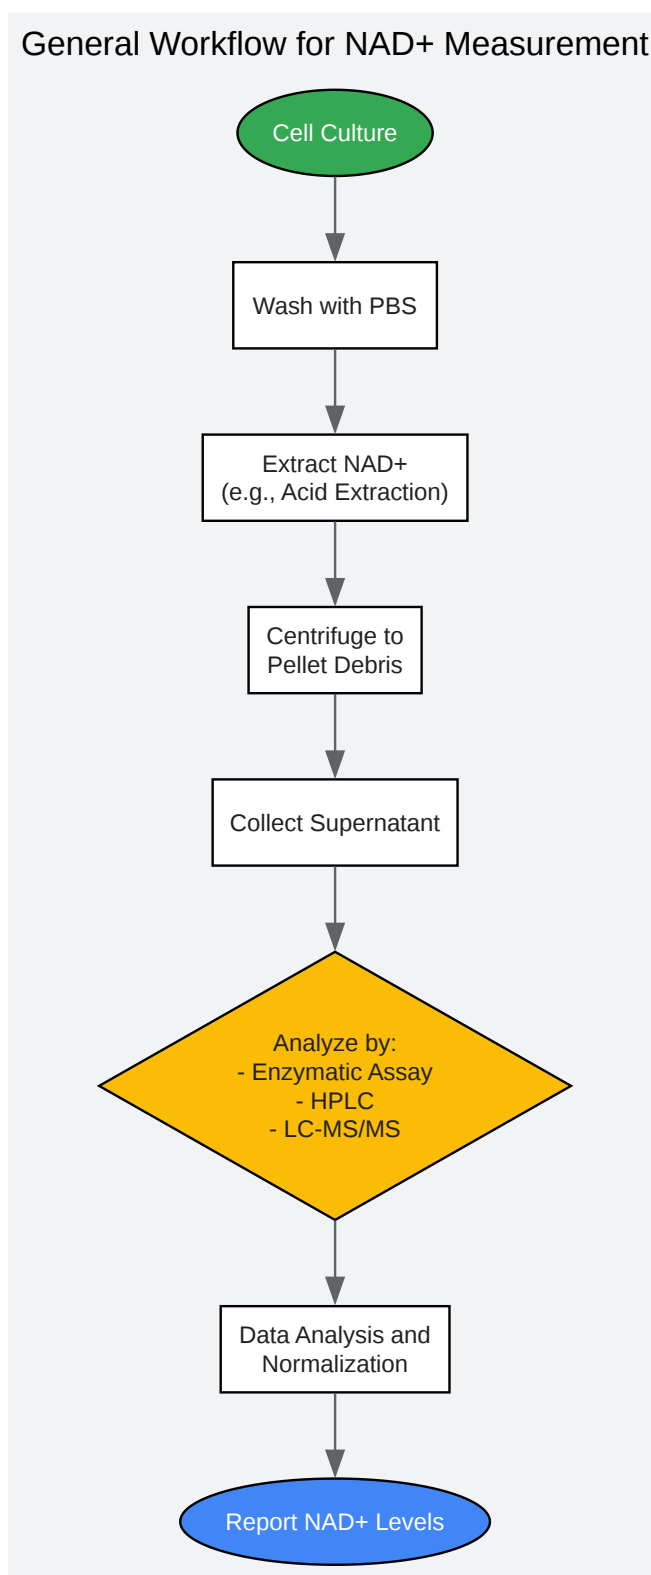 General Workflow for NAD+ Measurement
Cell Culture
Wash with PBS
Extract NAD+
(e.g., Acid Extraction)
Centrifuge to
Pellet Debris
Collect Supernatant
Analyze by:
- Enzymatic Assay
- HPLC
- LC-MS/MS
Data Analysis and
Normalization
Report NAD+ Levels